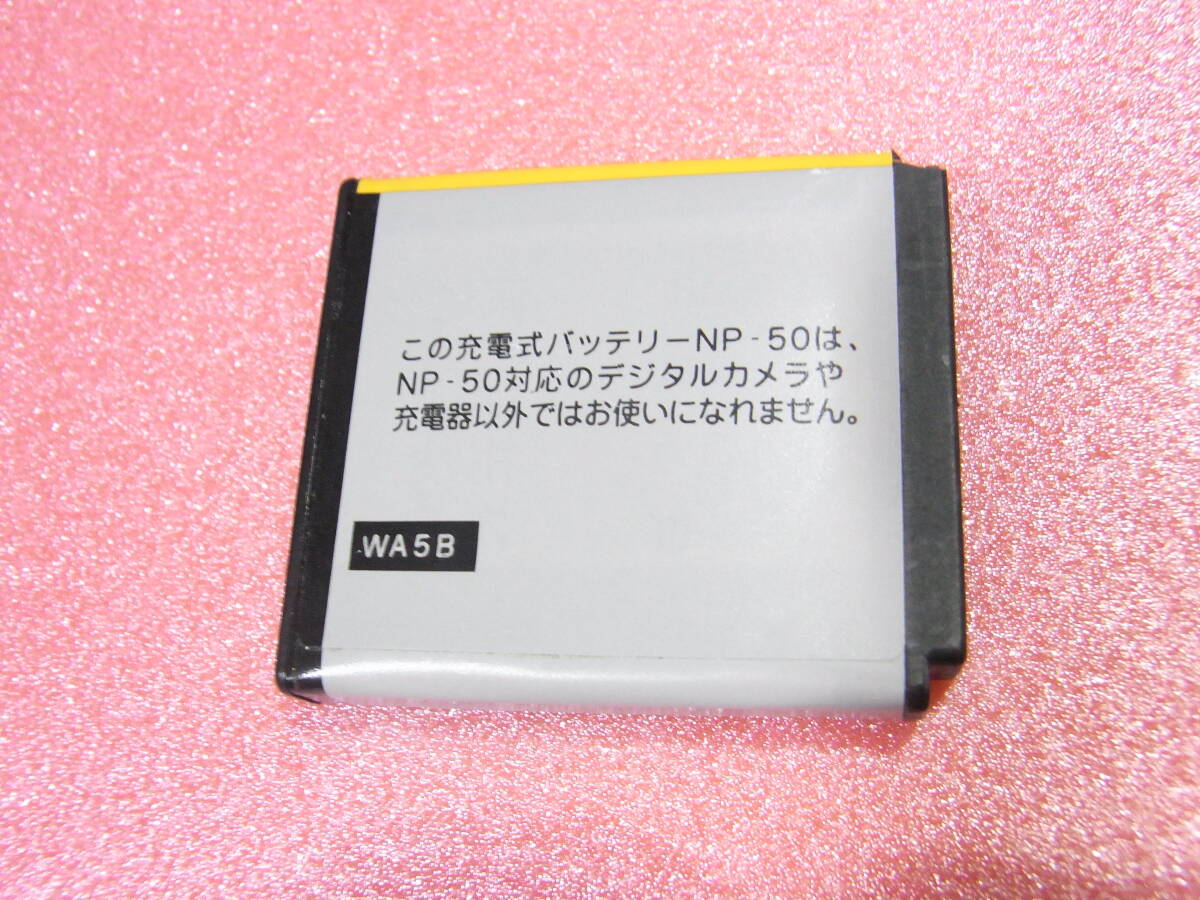 この充電式バッテリーNP-50は、
NP-50対応のデジタルカメラや
充電器以外ではお使いになれません。
WA5B